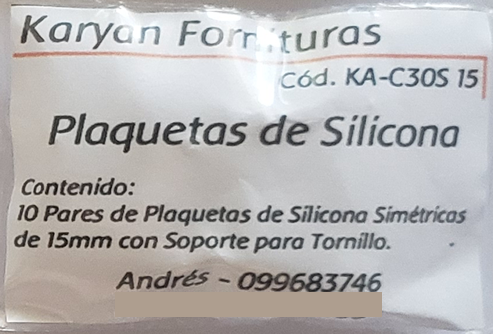 Karyan Fornituras
Cód. KA-C30S 15
Plaquetas de Silicona
Contenido:
10 Pares de Plaquetas de Silicona Simétricas
de 15mm con Soporte para Tornillo.
Andrés - 099683746